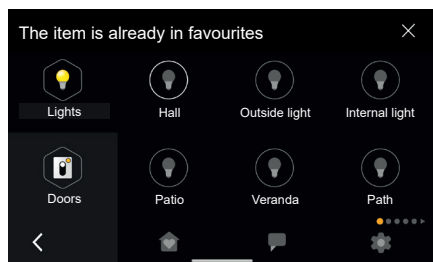 The item is already in favourites
Lights
Hall
Outside light
Internal light
Doors
Patio
Veranda
Path